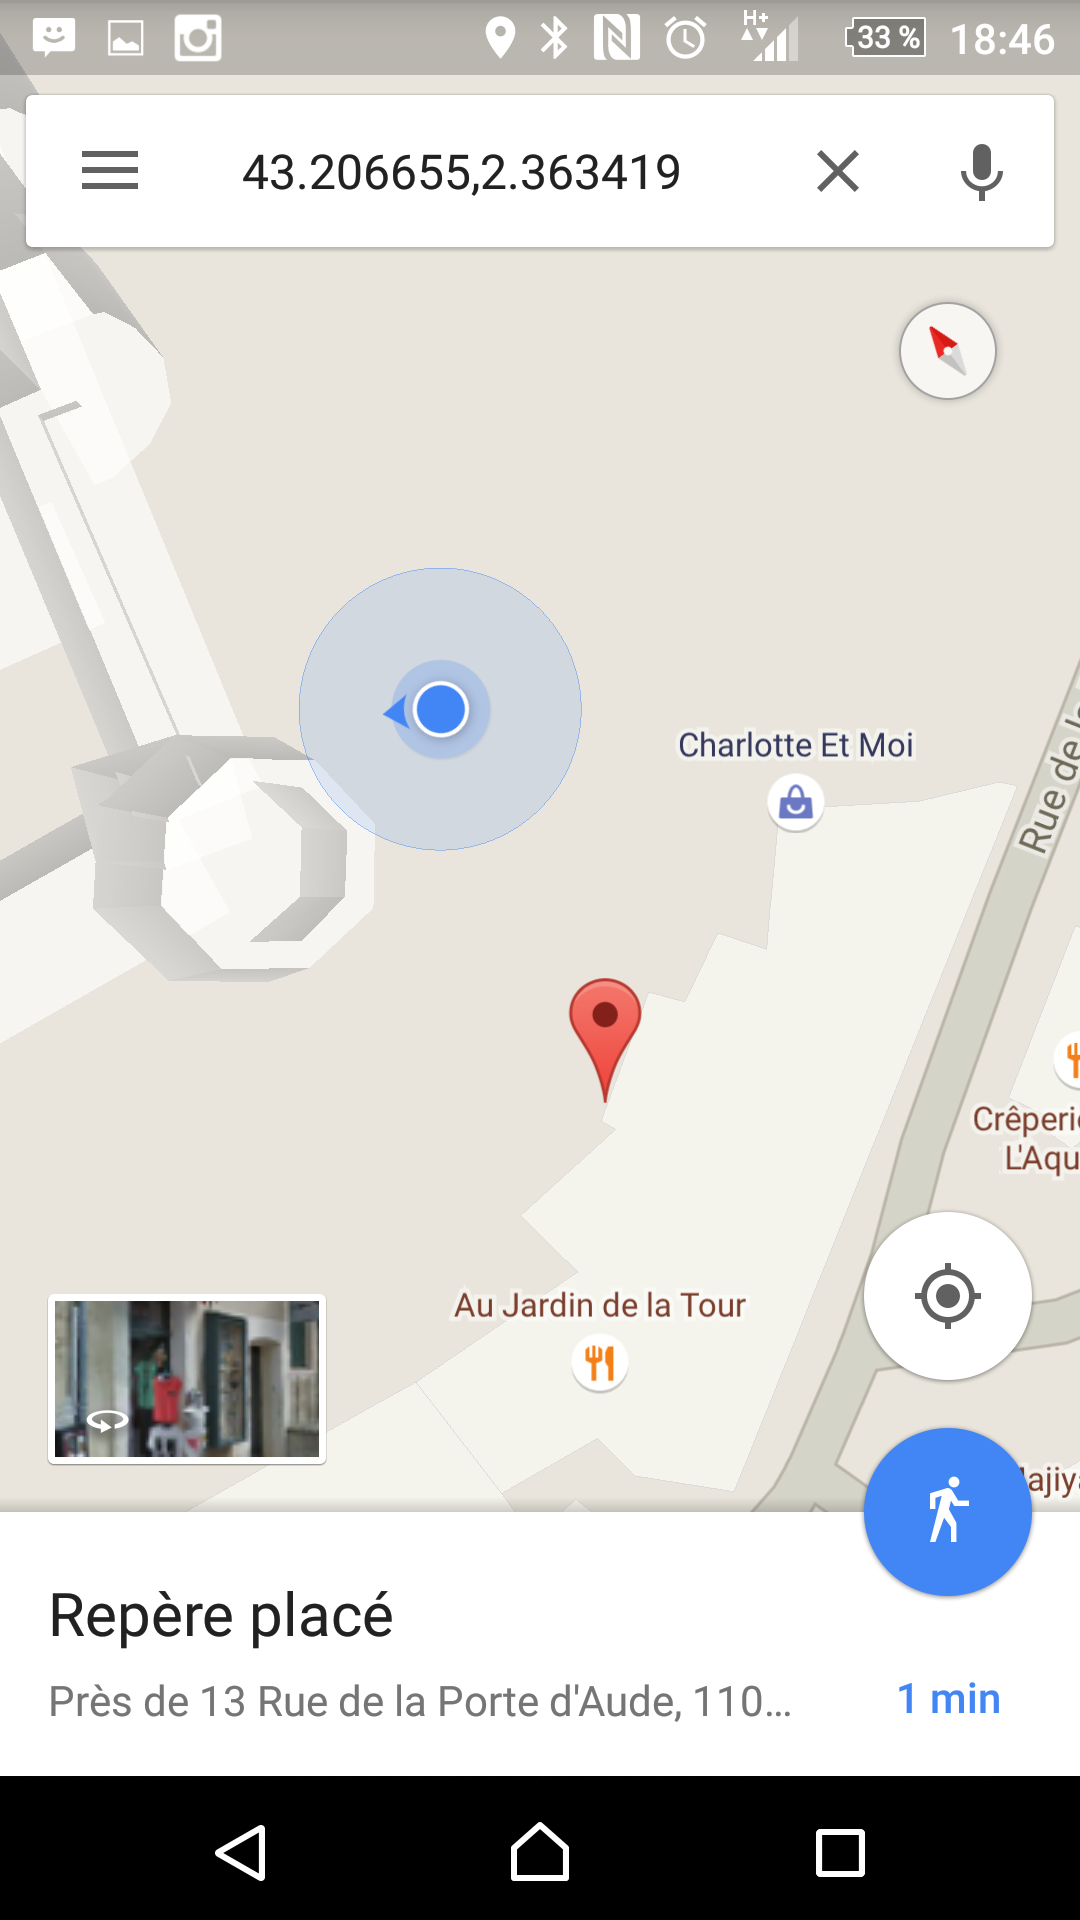 H+
33 %
18:46
43.206655,2.363419
Charlotte Et Moi
Rue de
Crêperi
L'Aqu
Au Jardin de la Tour
Repère placé
Près de 13 Rue de la Porte d'Aude, 110...
1 min